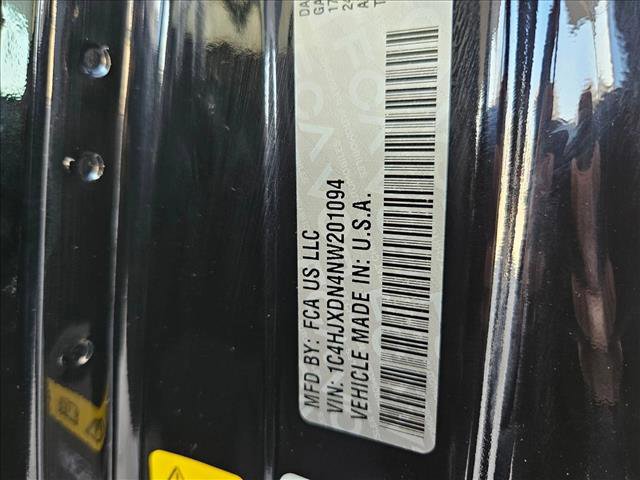 MFD BY: FCA US LLC
VIN: 1C4HJXDN4NW201094
VEHICLE MADE IN: U.S.A.